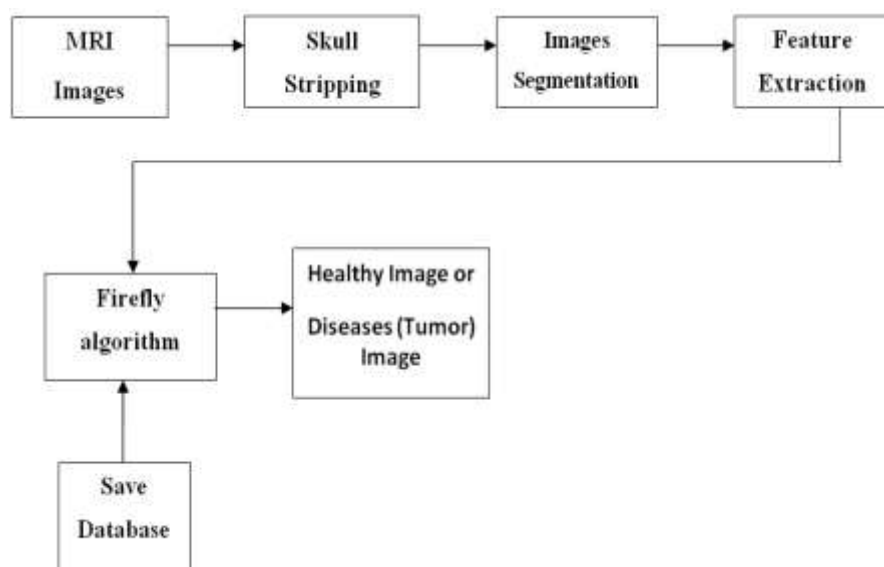 MRI
Images
Skull
Stripping
Images
Segmentation
Feature
Extraction
Firefly
algorithm
Healthy Image or
Diseases (Tumor)
Image
Save
Database